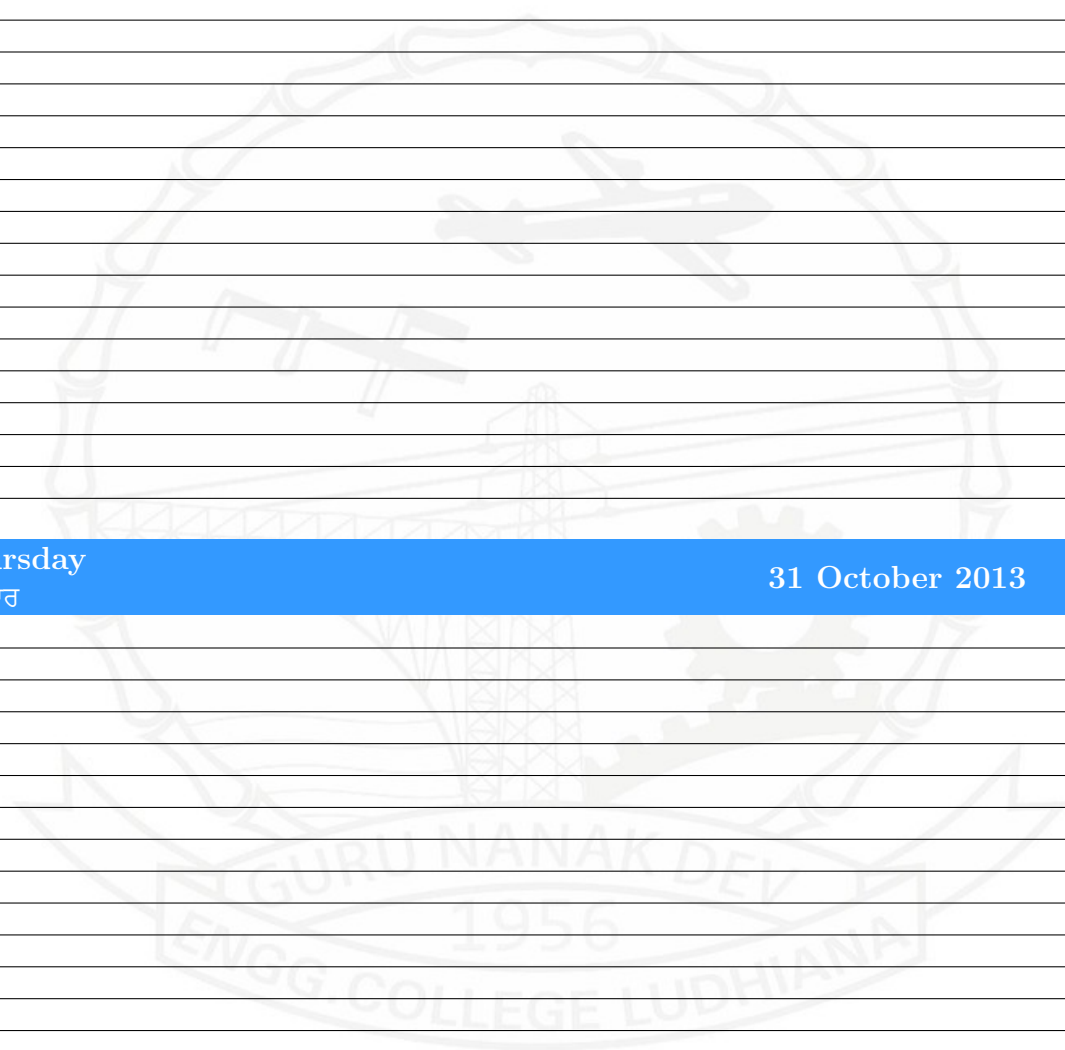 rsday
31 October 2013
ਾਰ
GURU NANAK DEV
1956
ENGG. COLLEGE LUDHIANA